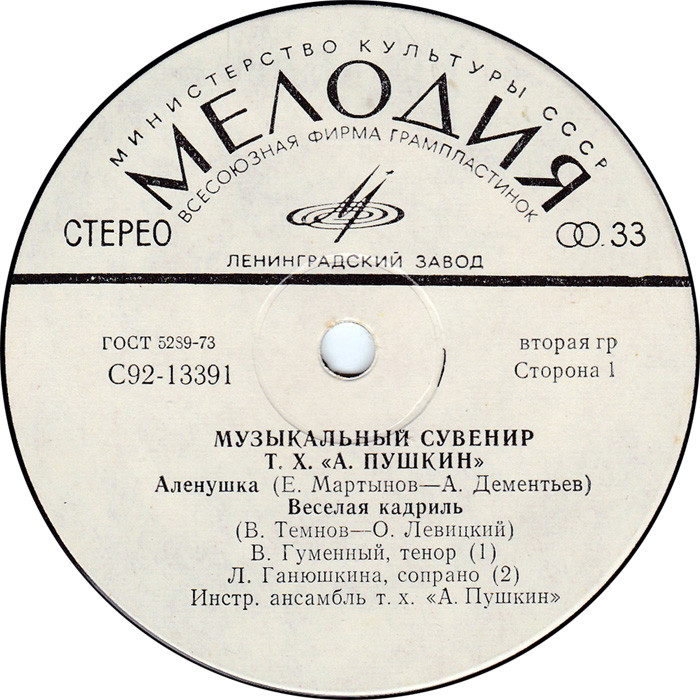 МИНИСТЕРСТВО КУЛЬТУРЫ СССР
МЕЛОДИЯ
ВСЕСОЮЗНАЯ ФИРМА ГРАМПЛАСТИНОК
СТЕРЕО
33
ЛЕНИНГРАДСКИЙ ЗАВОД
ГОСТ 5289-73
вторая гр
С92-13391
Сторона 1
МУЗЫКАЛЬНЫЙ СУВЕНИР
Т. Х. «А. ПУШКИН»
Аленушка (Е. Мартынов—А. Дементьев)
Веселая кадриль
(В. Темнов—О. Левицкий)
В. Гуменный, тенор (1)
Л. Ганюшкина, сопрано (2)
Инстр. ансамбль т. х. «А. Пушкин»